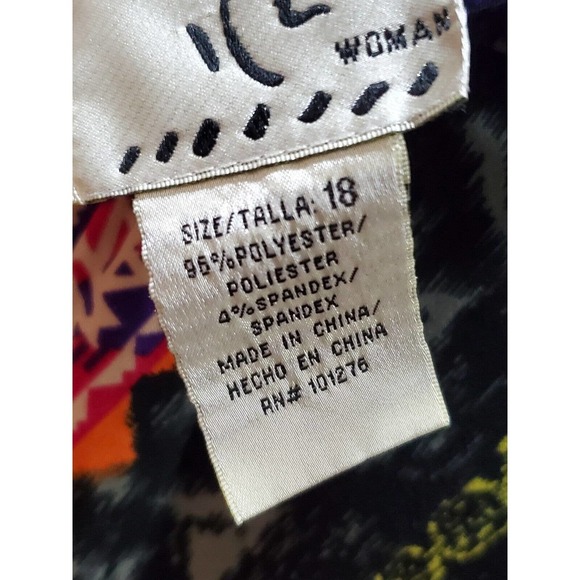 WOMAN
SIZE/TALLA: 18
96%POLYESTER/
POLIESTER
4%SPANDEX/
SPANDEX
MADE IN CHINA/
HECHO EN CHINA
RN# 101276